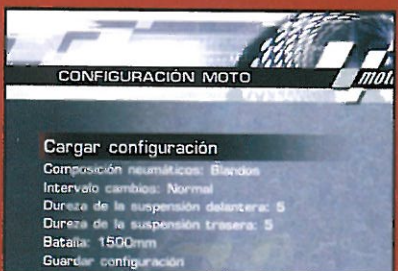 CONFIGURACIÓN MOTO
Cargar configuración
Composición neumáticos: Blandos
Intervalo cambios: Normal
Dureza de la suspensión delantera: 5
Dureza de la suspensión trasera: 5
Batalla: 1500mm
Guardar configuración